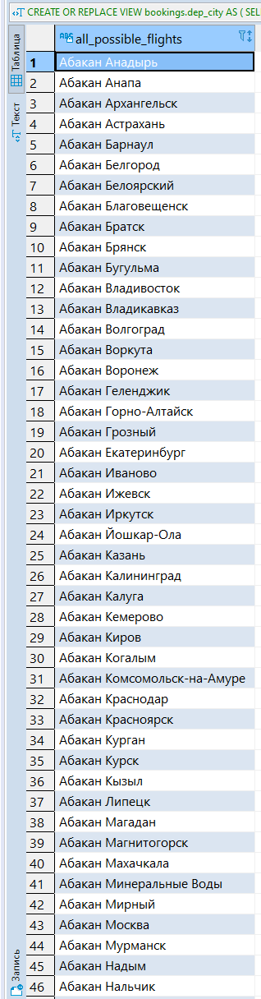 CREATE OR REPLACE VIEW bookings.dep_city AS ( SEL
Таблица
Текст
Запись
ABC all_possible_flights
1 Абакан Анадырь
2 Абакан Анапа
3 Абакан Архангельск
4 Абакан Астрахань
5 Абакан Барнаул
6 Абакан Белгород
7 Абакан Белоярский
8 Абакан Благовещенск
9 Абакан Братск
10 Абакан Брянск
11 Абакан Бугульма
12 Абакан Владивосток
13 Абакан Владикавказ
14 Абакан Волгоград
15 Абакан Воркута
16 Абакан Воронеж
17 Абакан Геленджик
18 Абакан Горно-Алтайск
19 Абакан Грозный
20 Абакан Екатеринбург
21 Абакан Иваново
22 Абакан Ижевск
23 Абакан Иркутск
24 Абакан Йошкар-Ола
25 Абакан Казань
26 Абакан Калининград
27 Абакан Калуга
28 Абакан Кемерово
29 Абакан Киров
30 Абакан Когалым
31 Абакан Комсомольск-на-Амуре
32 Абакан Краснодар
33 Абакан Красноярск
34 Абакан Курган
35 Абакан Курск
36 Абакан Кызыл
37 Абакан Липецк
38 Абакан Магадан
39 Абакан Магнитогорск
40 Абакан Махачкала
41 Абакан Минеральные Воды
42 Абакан Мирный
43 Абакан Москва
44 Абакан Мурманск
45 Абакан Надым
46 Абакан Нальчик